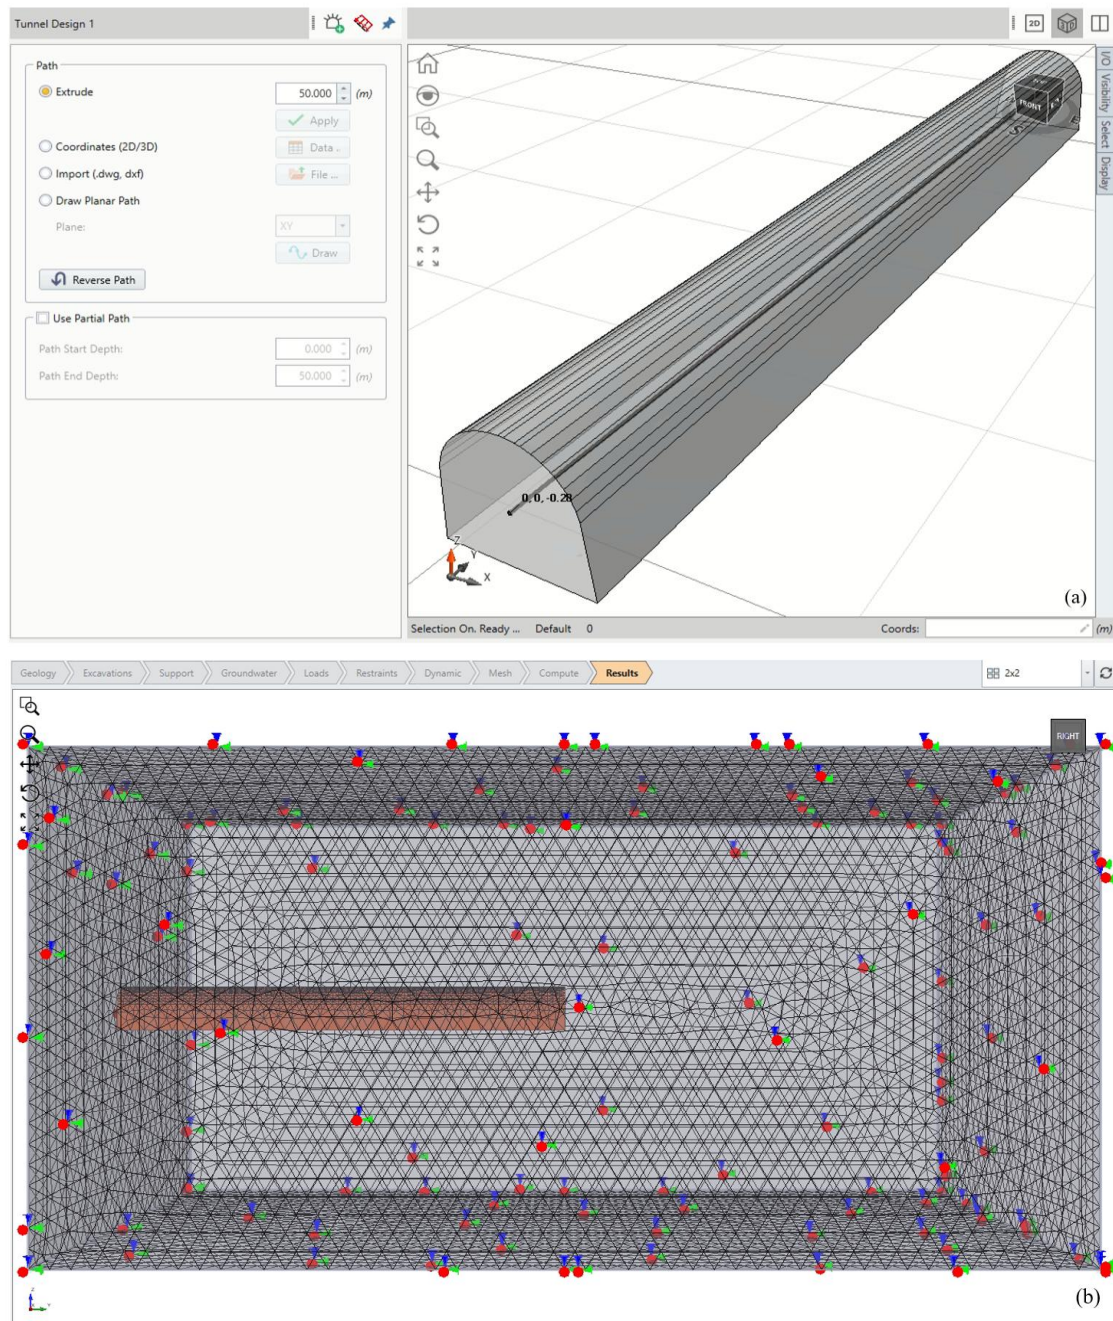 Tunnel Design 1
2D
Path
Extrude
50.000
(m)
Apply
Coordinates (2D/3D)
Data ..
Import (.dwg, dxf)
File ...
Draw Planar Path
Plane:
XY
Draw
Reverse Path
Use Partial Path
Path Start Depth:
0.000
(m)
Path End Depth:
50.000
(m)
FRONT
S
I/O
Visibility
Select
Display
0, 0, -0.28
Z
Y
X
(a)
Selection On. Ready ...
Default
0
Coords:
(m)
Geology
Excavations
Support
Groundwater
Loads
Restraints
Dynamic
Mesh
Compute
Results
2x2
RIGHT
(b)